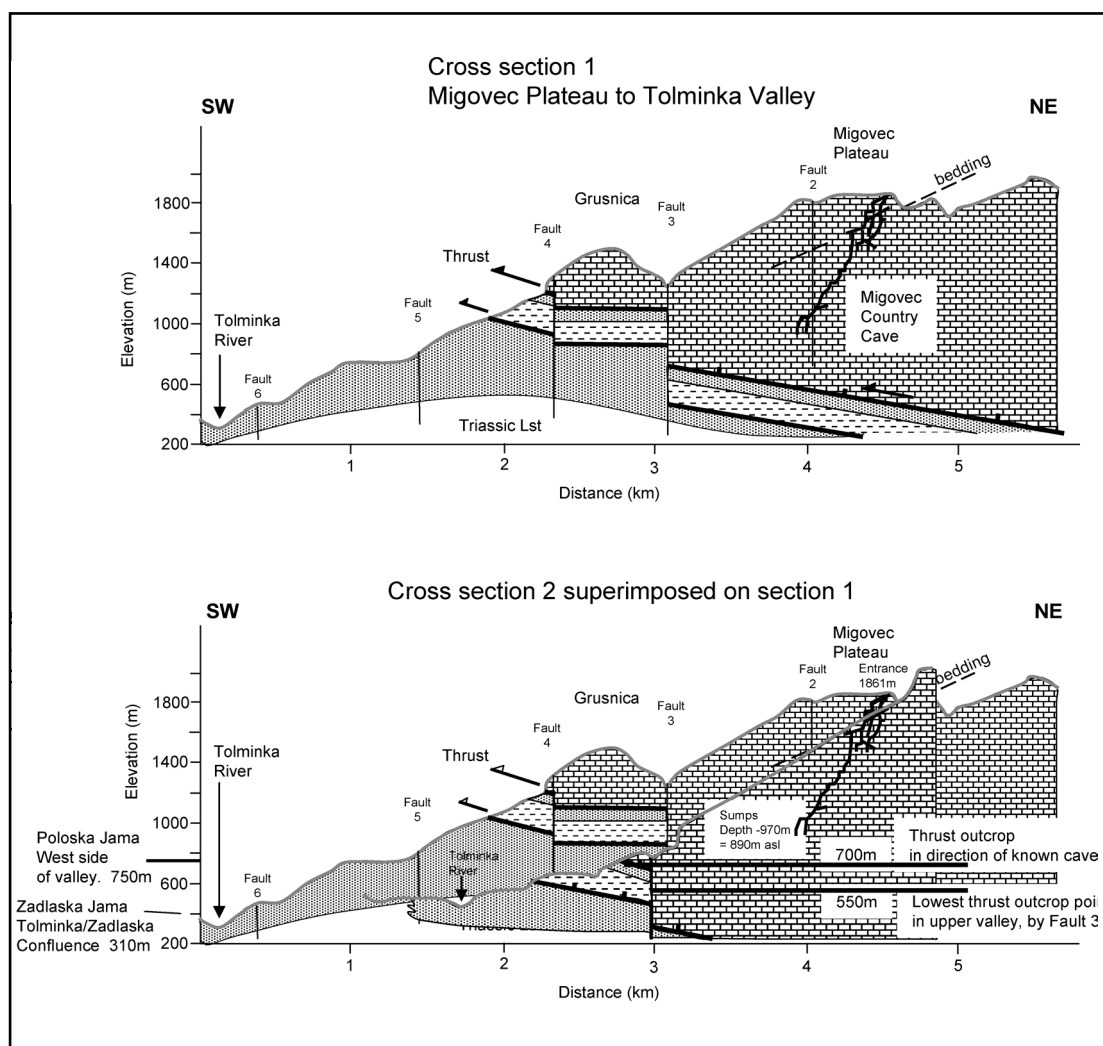 Cross section 1
Migovec Plateau to Tolminka Valley
SW
NE
Migovec
Plateau
bedding
Fault
2
Grusnica
Fault
3
Fault
4
Thrust
Fault
5
Tolminka
River
Fault
6
Migovec
Country
Cave
Triassic Lst
Elevation (m)
1800
1400
1000
600
200
1
2
3
4
5
Distance (km)
Cross section 2 superimposed on section 1
SW
NE
Migovec
Plateau
Fault
2
Entrance
1861m
bedding
Grusnica
Fault
3
Fault
4
Thrust
Tolminka
River
Fault
5
Tolminka
River
Fault
6
Sumps
Depth -970m
= 890m asl
700m
Thrust outcrop
in direction of known cave
550m
Lowest thrust outcrop poi
in upper valley, by Fault 3
Poloska Jama
West side
of valley. 750m
Zadlaska Jama
Tolminka/Zadlaska
Confluence 310m
Elevation (m)
1800
1400
1000
600
200
1
2
3
4
5
Distance (km)